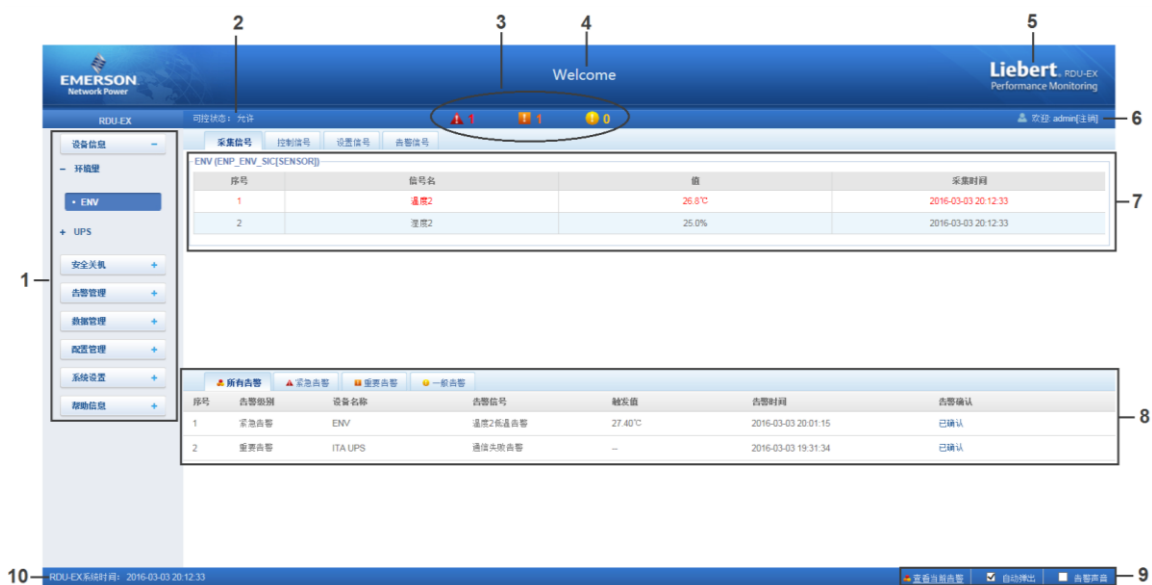 2 3 4 5
EMERSON
Network Power
Welcome
Liebert. RDU-EX
Performance Monitoring
RDU-EX 可控状态：允许 1 1 0 欢迎 admin[主销] 6
设备信息 − 采集信号 控制信号 设置信号 告警信号
− 环境量 ENV (ENP_ENV_SIC[SENSOR])
序号 信号名 值 采集时间
• ENV 1 温度2 26.8℃ 2016-03-03 20:12:33 7
2 湿度2 25.0% 2016-03-03 20:12:33
+ UPS
安全关机 +
1
告警管理 +
数据管理 +
配置管理 +
系统设置 + 所有告警 紧急告警 重要告警 一般告警
帮助信息 + 序号 告警级别 设备名称 告警信号 触发值 告警时间 告警确认
1 紧急告警 ENV 温度2低温告警 27.40℃ 2016-03-03 20:01:15 已确认 8
2 重要告警 ITA UPS 通信失败告警 -- 2016-03-03 19:31:34 已确认
10 RDU-EX系统时间： 2016-03-03 20:12:33 查看当前告警 自动弹出 告警声音 9